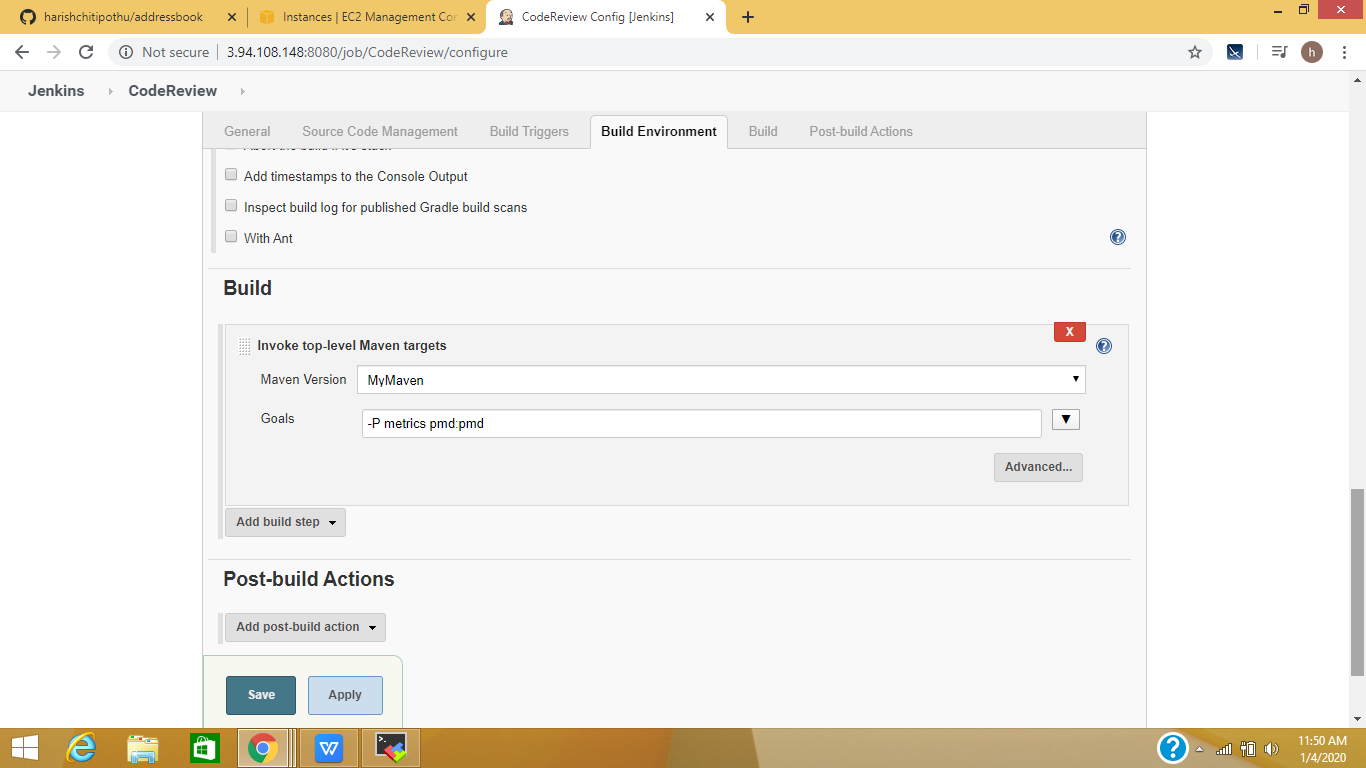 harishchitipothu/addressbook
Instances | EC2 Management Con
CodeReview Config [Jenkins]
Not secure
3.94.108.148:8080/job/CodeReview/configure
h
Jenkins
CodeReview
General
Source Code Management
Build Triggers
Build Environment
Build
Post-build Actions
Add timestamps to the Console Output
Inspect build log for published Gradle build scans
With Ant
?
Build
X
Invoke top-level Maven targets
?
Maven Version
MyMaven
Goals
-P metrics pmd:pmd
Advanced...
Add build step
Post-build Actions
Add post-build action
Save
Apply
W
?
11:50 AM
1/4/2020